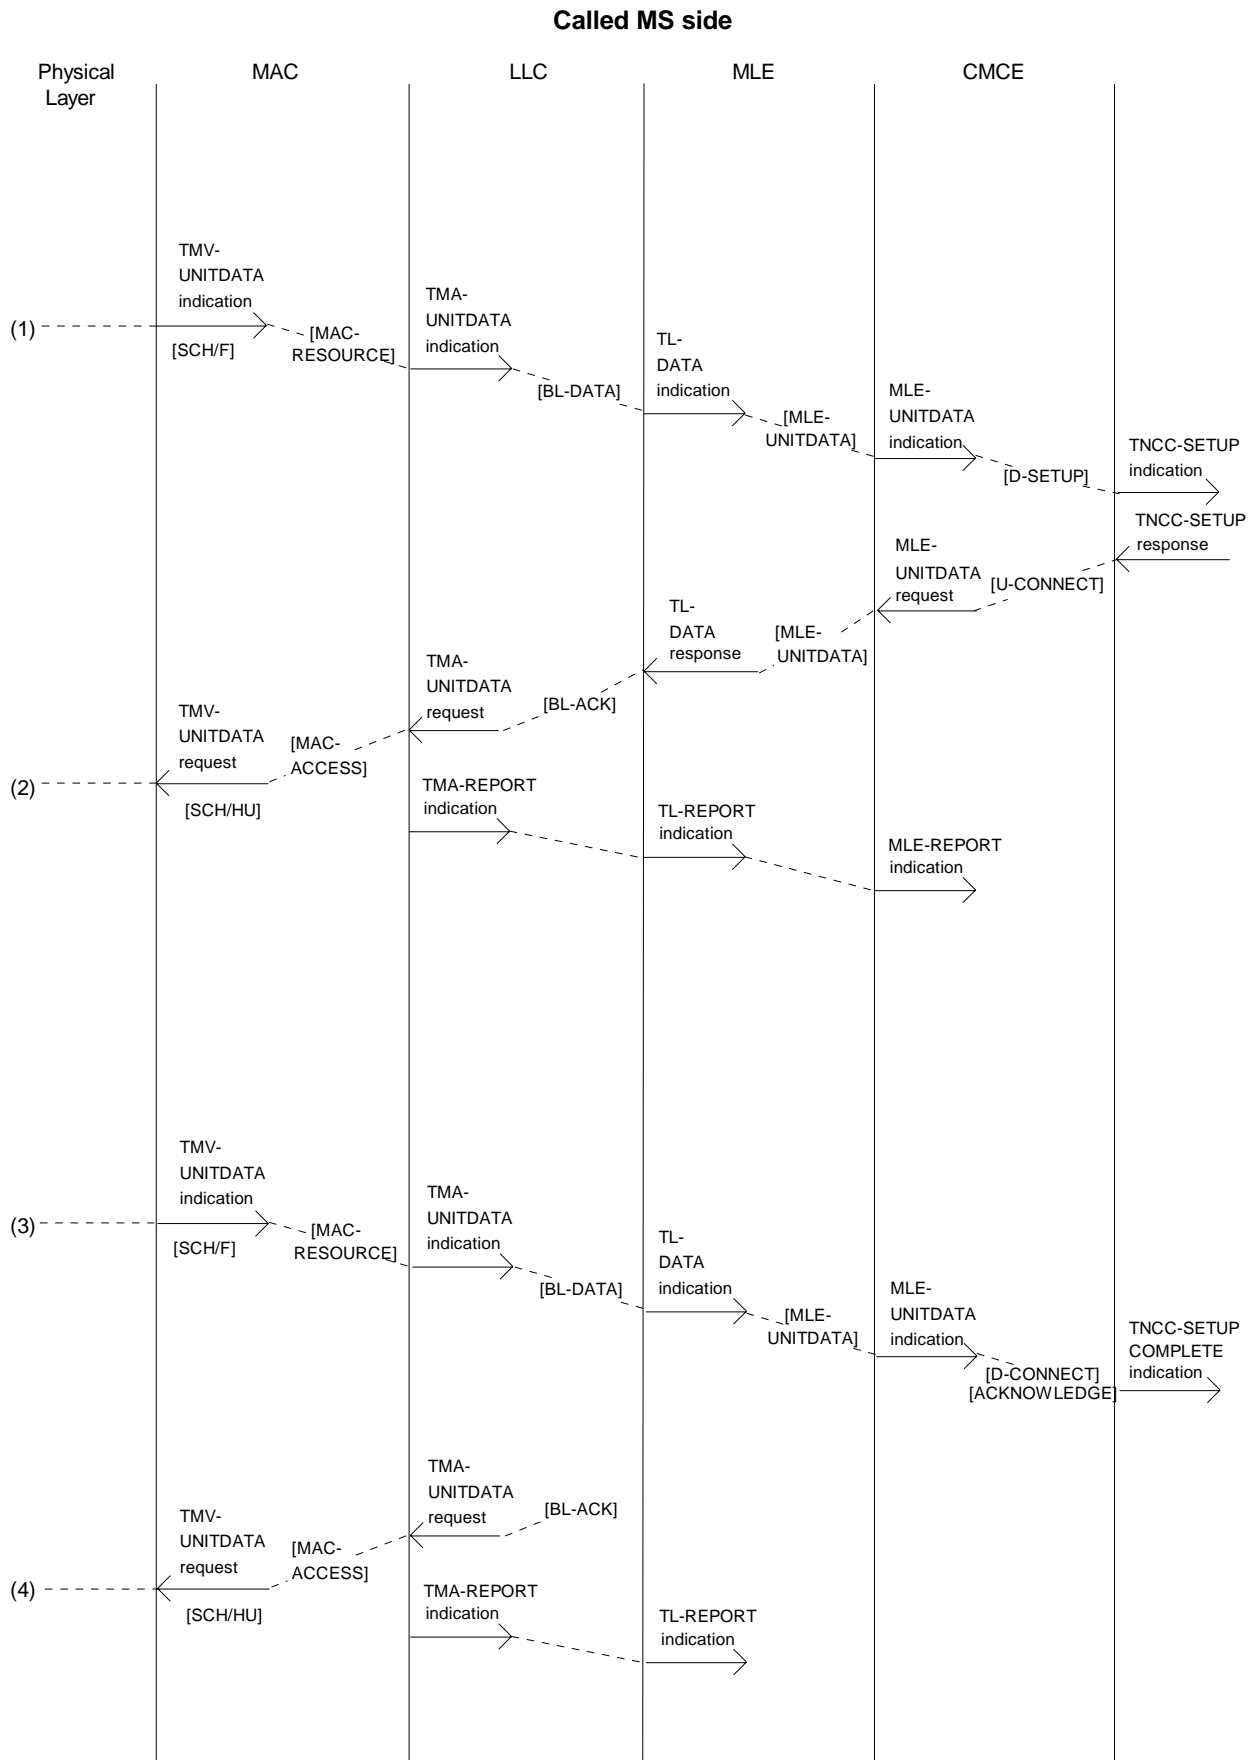 Called MS side
Physical
Layer
MAC
LLC
MLE
CMCE
TMV-
UNITDATA
indication
(1)
[SCH/F]
[MAC-
RESOURCE]
TMA-
UNITDATA
indication
[BL-DATA]
TL-
DATA
indication
[MLE-
UNITDATA]
MLE-
UNITDATA
indication
[D-SETUP]
TNCC-SETUP
indication
TNCC-SETUP
response
[U-CONNECT]
MLE-
UNITDATA
request
[MLE-
UNITDATA]
TL-
DATA
response
[BL-ACK]
TMA-
UNITDATA
request
[MAC-
ACCESS]
TMV-
UNITDATA
request
(2)
[SCH/HU]
TMA-REPORT
indication
TL-REPORT
indication
MLE-REPORT
indication
TMV-
UNITDATA
indication
(3)
[SCH/F]
[MAC-
RESOURCE]
TMA-
UNITDATA
indication
[BL-DATA]
TL-
DATA
indication
[MLE-
UNITDATA]
MLE-
UNITDATA
indication
[D-CONNECT]
[ACKNOWLEDGE]
TNCC-SETUP
COMPLETE
indication
TMA-
UNITDATA
request
[BL-ACK]
[MAC-
ACCESS]
TMV-
UNITDATA
request
(4)
[SCH/HU]
TMA-REPORT
indication
TL-REPORT
indication